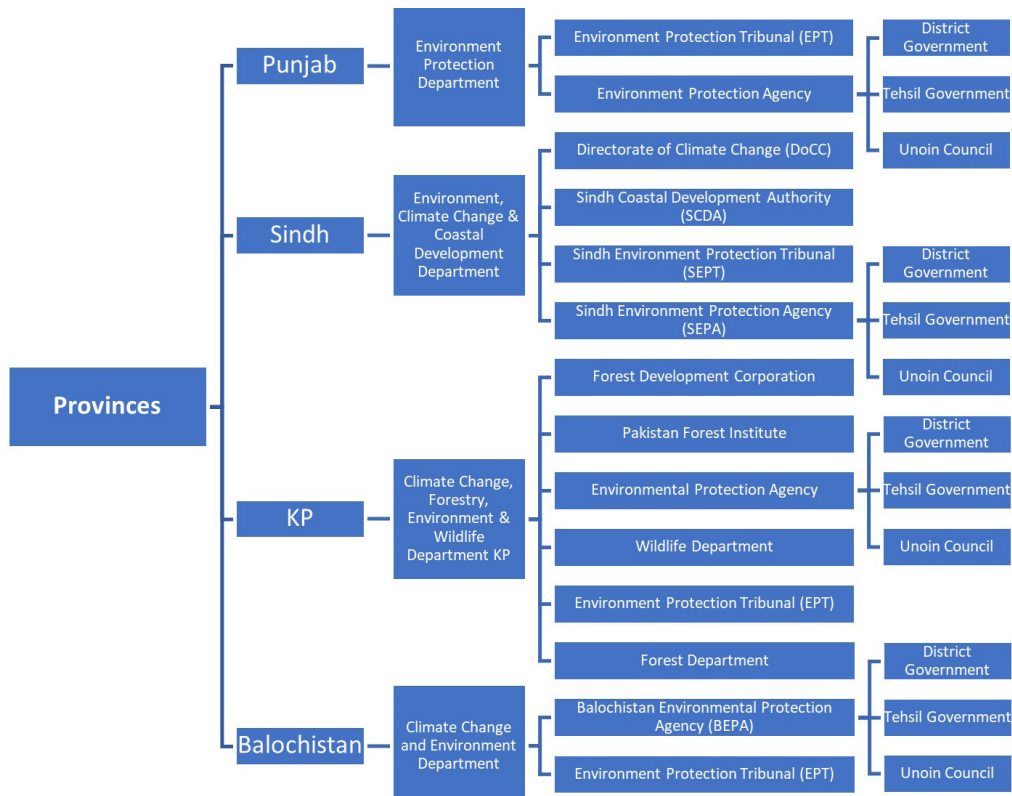 Provinces
Punjab
Environment
Protection
Department
Environment Protection Tribunal (EPT)
Environment Protection Agency
District
Government
Tehsil Government
Unoin Council
Sindh
Environment,
Climate Change &
Coastal
Development
Department
Directorate of Climate Change (DoCC)
Sindh Coastal Development Authority
(SCDA)
Sindh Environment Protection Tribunal
(SEPT)
Sindh Environment Protection Agency
(SEPA)
District
Government
Tehsil Government
Unoin Council
KP
Climate Change,
Forestry,
Environment &
Wildlife
Department KP
Forest Development Corporation
Pakistan Forest Institute
Environmental Protection Agency
Wildlife Department
Environment Protection Tribunal (EPT)
Forest Department
District
Government
Tehsil Government
Unoin Council
Balochistan
Climate Change
and Environment
Department
Balochistan Environmental Protection
Agency (BEPA)
Environment Protection Tribunal (EPT)
District
Government
Tehsil Government
Unoin Council